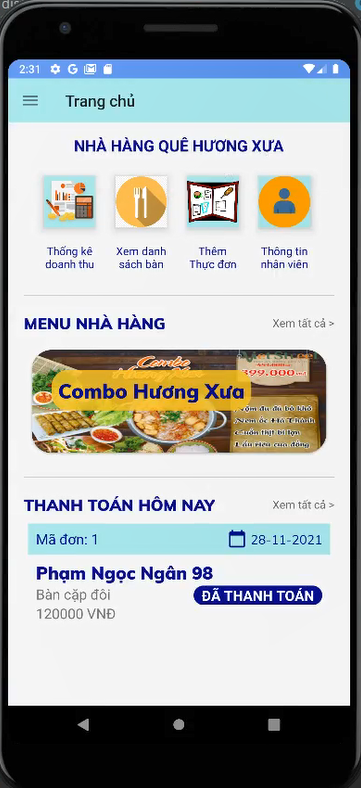 2:31
Trang chủ
NHÀ HÀNG QUÊ HƯƠNG XƯA
Thống kê
doanh thu
Xem danh
sách bàn
Thêm
Thực đơn
Thông tin
nhân viên
MENU NHÀ HÀNG
Xem tất cả >
Combo
399.000
Combo Hương Xưa
THANH TOÁN HÔM NAY
Xem tất cả >
Mã đơn: 1
28-11-2021
Phạm Ngọc Ngân 98
Bàn cặp đôi
ĐÃ THANH TOÁN
120000 VNĐ